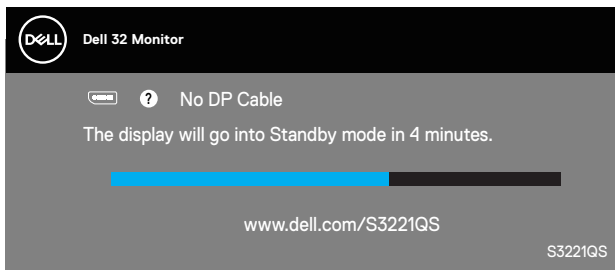 DELL
Dell 32 Monitor
? No DP Cable
The display will go into Standby mode in 4 minutes.
www.dell.com/S3221QS
S3221QS